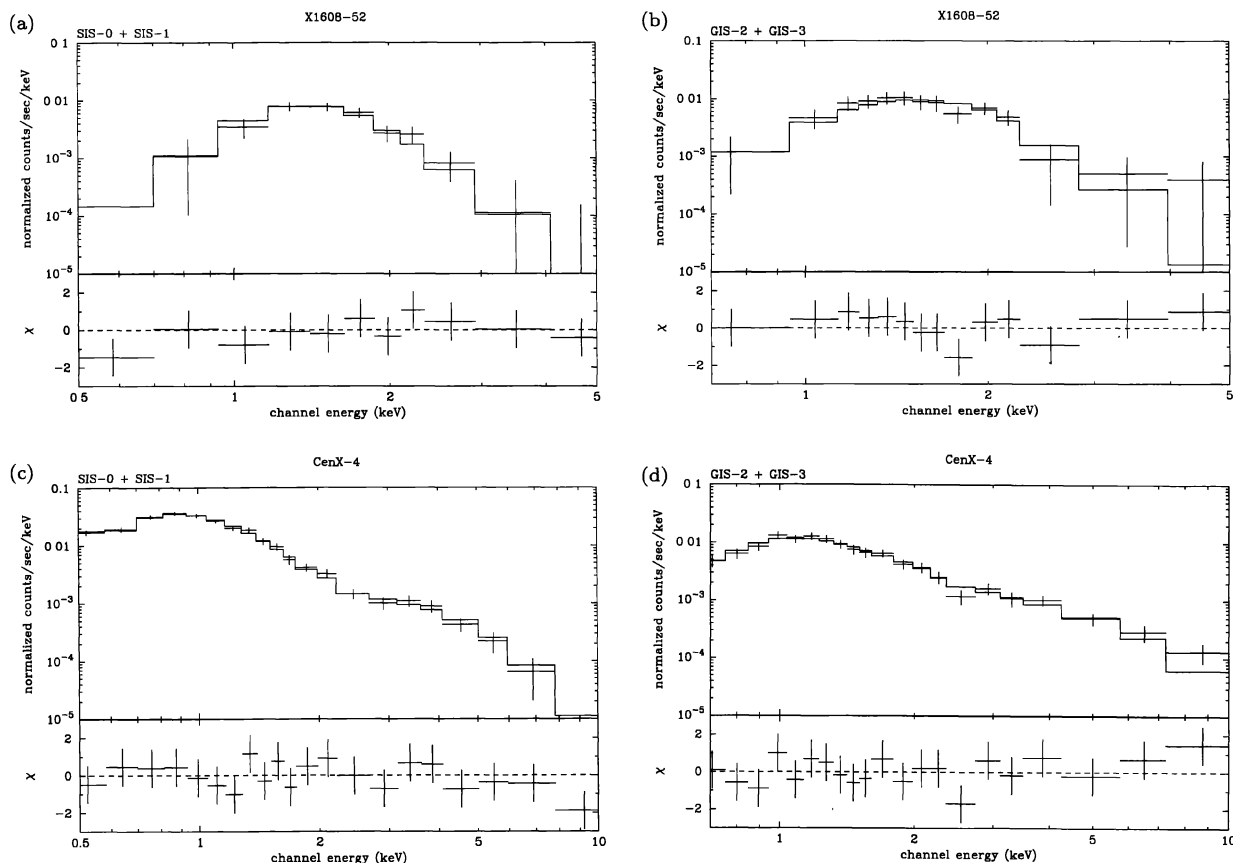 (a)
X1608-52
SIS-0 + SIS-1
0 1
0 01
10⁻³
10⁻⁴
10⁻⁵
normalized counts/sec/keV
2
0
-2
χ
0.5 1 2 5
channel energy (keV)
(b)
X1608-52
GIS-2 + GIS-3
0.1
0 01
10⁻³
10⁻⁴
10⁻⁵
normalized counts/sec/keV
2
0
-2
χ
1 2 5
channel energy (keV)
(c)
CenX-4
SIS-0 + SIS-1
0.1
0 01
10⁻³
10⁻⁴
10⁻⁵
normalized counts/sec/keV
2
0
-2
χ
0.5 1 2 5 10
channel energy (keV)
(d)
CenX-4
GIS-2 + GIS-3
0.1
0 01
10⁻³
10⁻⁴
10⁻⁵
normalized counts/sec/keV
2
0
-2
χ
1 2 5 10
channel energy (keV)